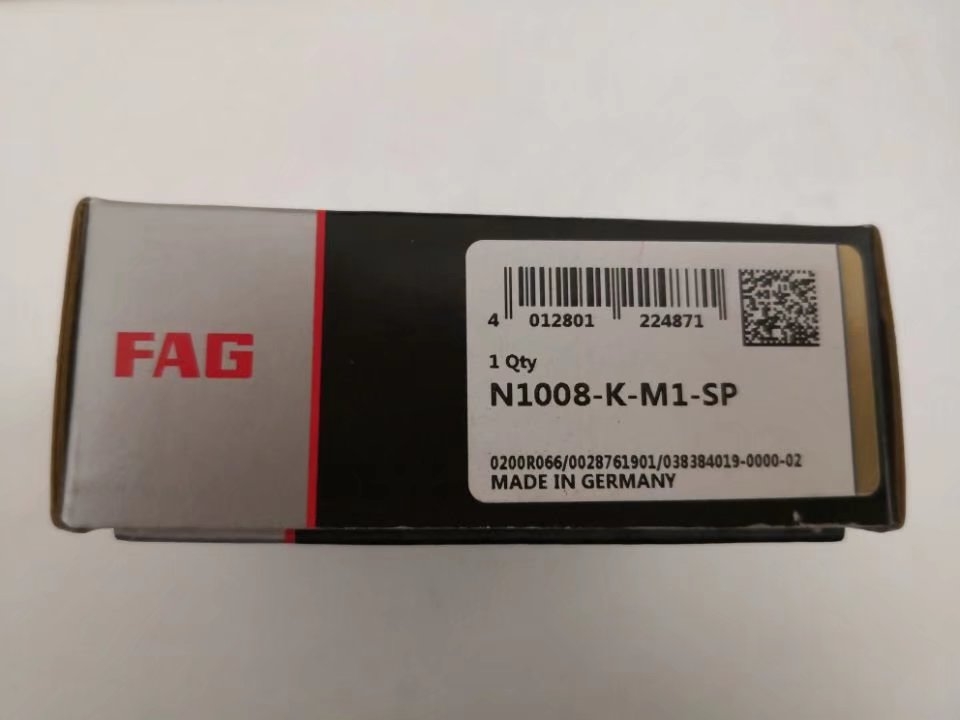 FAG
4 012801 224871
1 Qty
N1008-K-M1-SP
0200R066/0028761901/038384019-0000-02
MADE IN GERMANY